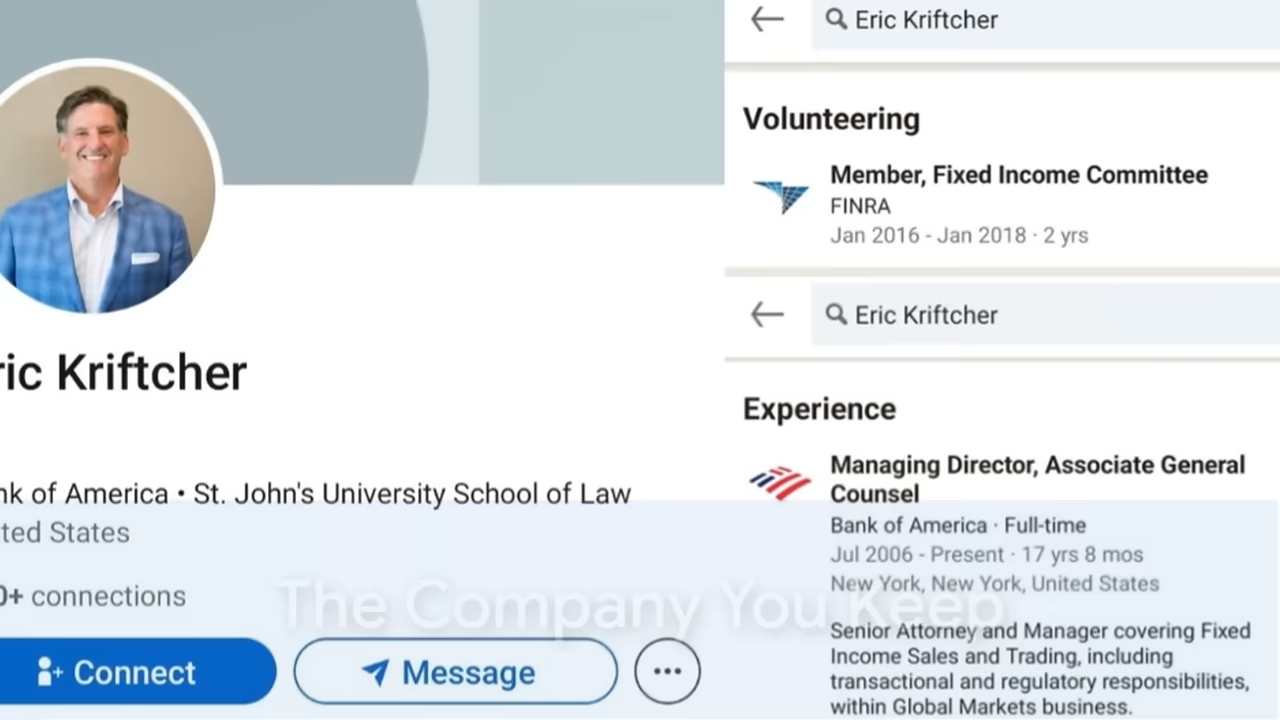 ric Kriftcher
nk of America • St. John's University School of Law
ted States
0+ connections
Connect
Message
The Company You Keep
Eric Kriftcher
Volunteering
Member, Fixed Income Committee
FINRA
Jan 2016 - Jan 2018 · 2 yrs
Eric Kriftcher
Experience
Managing Director, Associate General
Counsel
Bank of America · Full-time
Jul 2006 - Present · 17 yrs 8 mos
New York, New York, United States
Senior Attorney and Manager covering Fixed
Income Sales and Trading, including
transactional and regulatory responsibilities,
within Global Markets business.